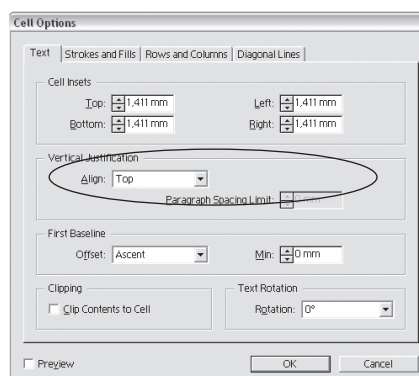 Cell Options
Text Strokes and Fills Rows and Columns Diagonal Lines
Cell Insets
Top: 1,411 mm Left: 1,411 mm
Bottom: 1,411 mm Right: 1,411 mm
Vertical Justification
Align: Top
Paragraph Spacing Limit: 0 mm
First Baseline
Offset: Ascent Min: 0 mm
Clipping Text Rotation
Clip Contents to Cell Rotation: 0°
Preview OK Cancel